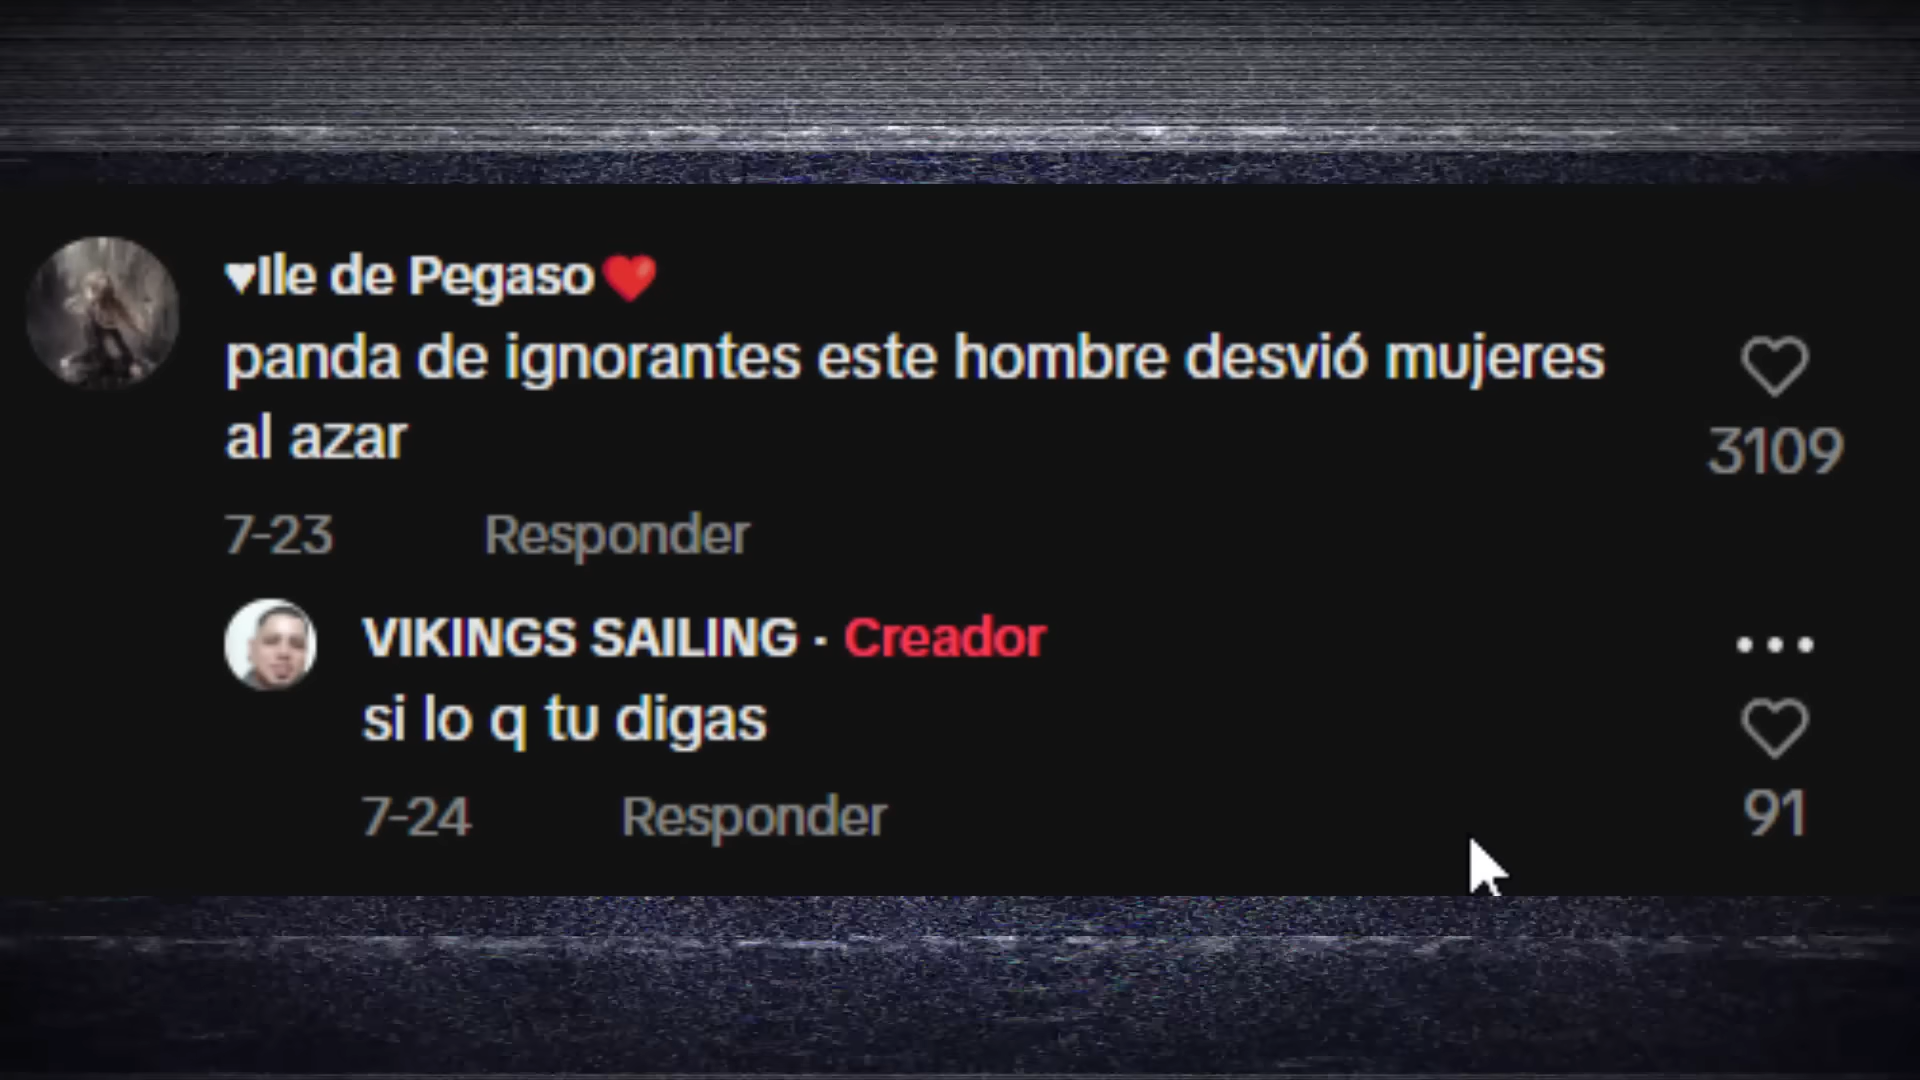 ♥Ile de Pegaso❤️
panda de ignorantes este hombre desvió mujeres
al azar
3109
7-23 Responder
VIKINGS SAILING · Creador
si lo q tu digas
7-24 Responder
91